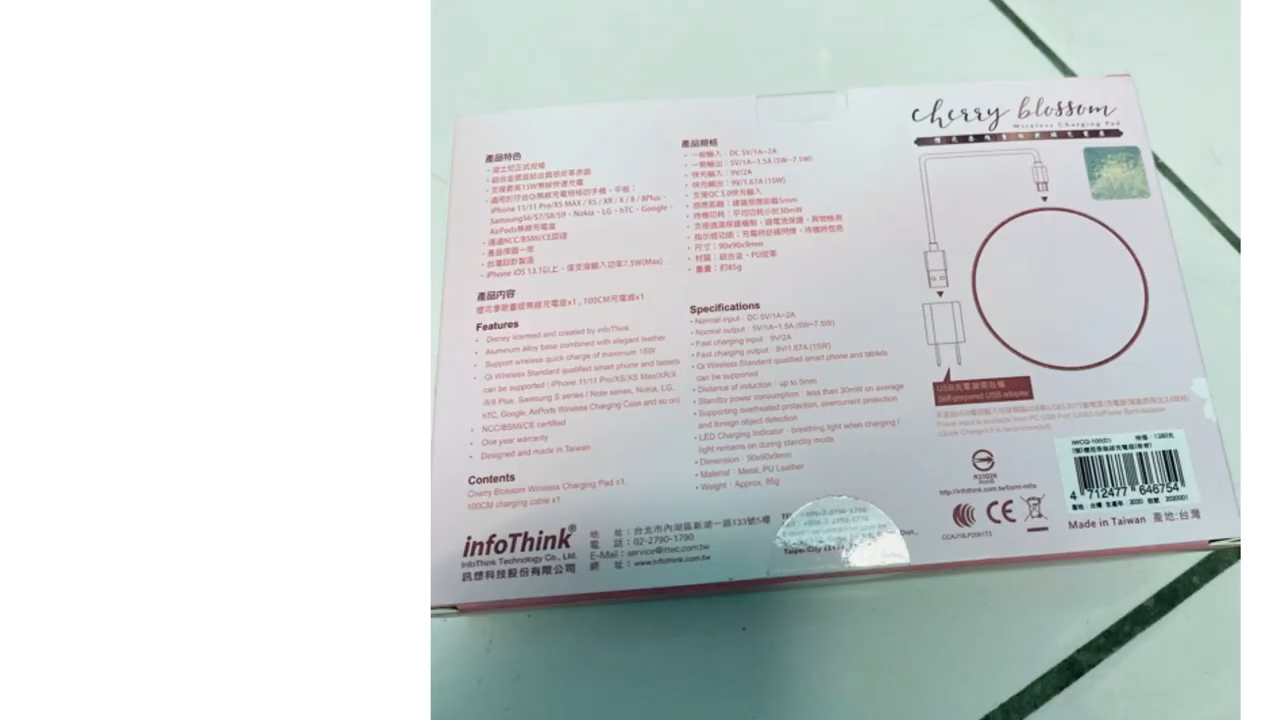 cherry blossom
Wireless Charging Pad
產品特色
• 迪士尼正式授權
• 鋁合金底座結合質感皮革表面
• 支援最高15W無線快速充電
• 適用於符合Qi無線充電規格的手機、平板：
iPhone 11/11 Pro/XS MAX / XS / XR / X / 8 / 8Plus、
SamsungS6/S7/S8/S9、Nokia、LG、hTC、Google、
AirPods無線充電盒
• 通過NCC/BSMI/CE認證
• 產品保固一年
• 台灣設計製造
• iPhone iOS 13.1以上，僅支援輸入功率7.5W(Max)
產品內容
櫻花季限量版無線充電座x1 , 100CM充電線x1
Features
• Disney licensed and created by infoThink
• Aluminum alloy base combined with elegant leather
• Support wireless quick charge of maximum 15W
• Qi Wireless Standard qualified smart phone and tablets
can be supported ( iPhone 11/11 Pro/XS/XS Max/XR/X
/8/8 Plus, Samsung S series / Note series, Nokia, LG,
hTC, Google, AirPods Wireless Charging Case and so on)
• NCC/BSMI/CE certified
• One year warranty
• Designed and made in Taiwan
Contents
Cherry Blossom Wireless Charging Pad x1,
100CM charging cable x1
產品規格
• 一般輸入：DC 5V/1A~2A
• 一般輸出：5V/1A~1.5A (5W~7.5W)
• 快充輸入：9V/2A
• 快充輸出：9V/1.67A (15W)
• 支援QC 3.0快充輸入
• 感應距離：建議感應距離5mm
• 待機功耗：平均功耗小於30mW
• 支援過溫保護機制、過電流保護、異物檢測
• 指示燈功能：充電時呼吸閃爍、待機時恆亮
• 尺寸：90x90x9mm
• 材質：鋁合金、PU皮革
• 重量：約85g
Specifications
• Normal input：DC 5V/1A~2A
• Normal output：5V/1A~1.5A (5W~7.5W)
• Fast charging input：9V/2A
• Fast charging output：9V/1.67A (15W)
• Qi Wireless Standard qualified smart phone and tablets
can be supported
• Distance of induction：up to 5mm
• Standby power consumption：less than 30mW on average
• Supporting overheated protection, overcurrent protection
and foreign object detection
• LED Charging Indicator：breathing light when charging /
light remains on during standby mode
• Dimension：90x90x9mm
• Material：Metal, PU Leather
• Weight：Approx. 85g
USB充電器需自備
(self-prepare) USB adapter
(Quick Charge3.0 is recommended)
RoHS
http://infothink.com.tw/bsmi-rohs
CE
IWCQ-100(D)
4 712477 646754
Made in Taiwan 產地:台灣
infoThink®
InfoThink Technology Co., Ltd.
訊想科技股份有限公司
地 址：台北市內湖區新湖一路133號5樓
電 話：02-2790-1790
E-Mail：service@ittec.com.tw
網 址：www.infothink.com.tw